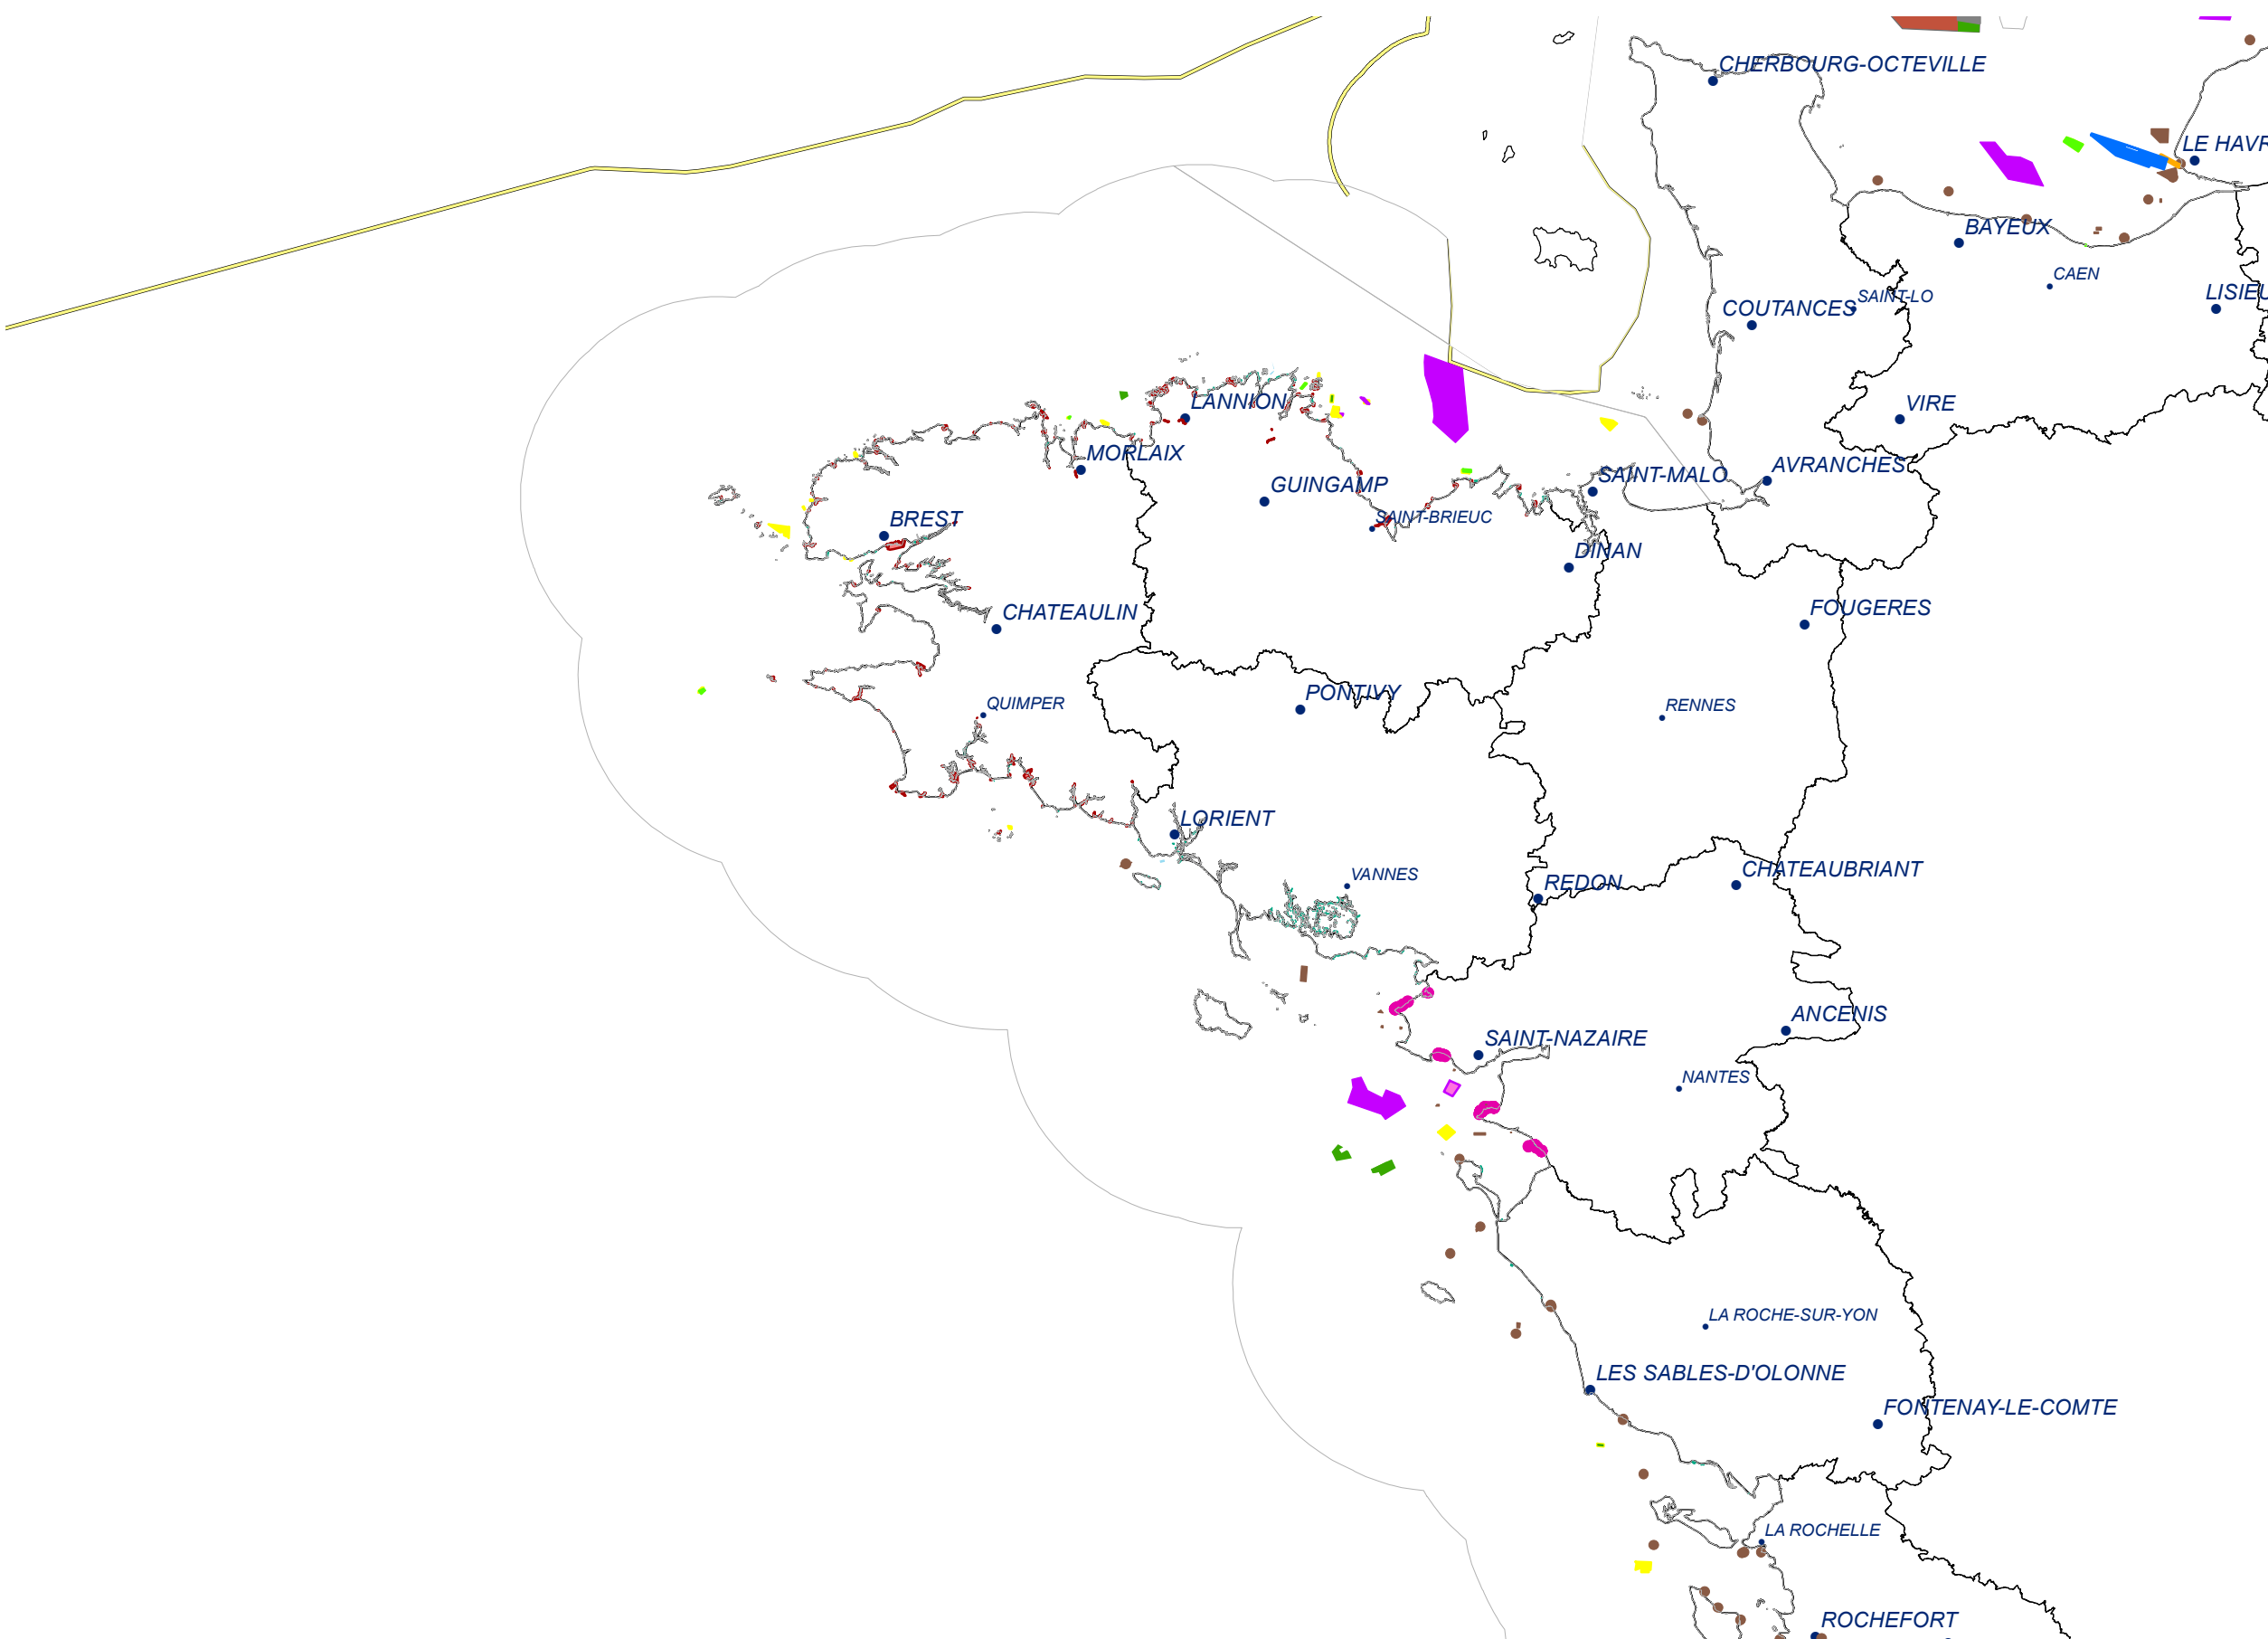 CHERBOURG-OCTEVILLE
LE HAVR
BAYEUX
CAEN
SAINT-LO
LISIEU
COUTANCES
LANNION
VIRE
MORLAIX
AVRANCHES
SAINT-MALO
GUINGAMP
SAINT-BRIEUC
BREST
DINAN
CHATEAULIN
FOUGERES
PONTIVY
QUIMPER
RENNES
LORIENT
VANNES
REDON
CHATEAUBRIANT
ANCENIS
SAINT-NAZAIRE
NANTES
LA ROCHE-SUR-YON
LES SABLES-D'OLONNE
FONTENAY-LE-COMTE
LA ROCHELLE
ROCHEFORT